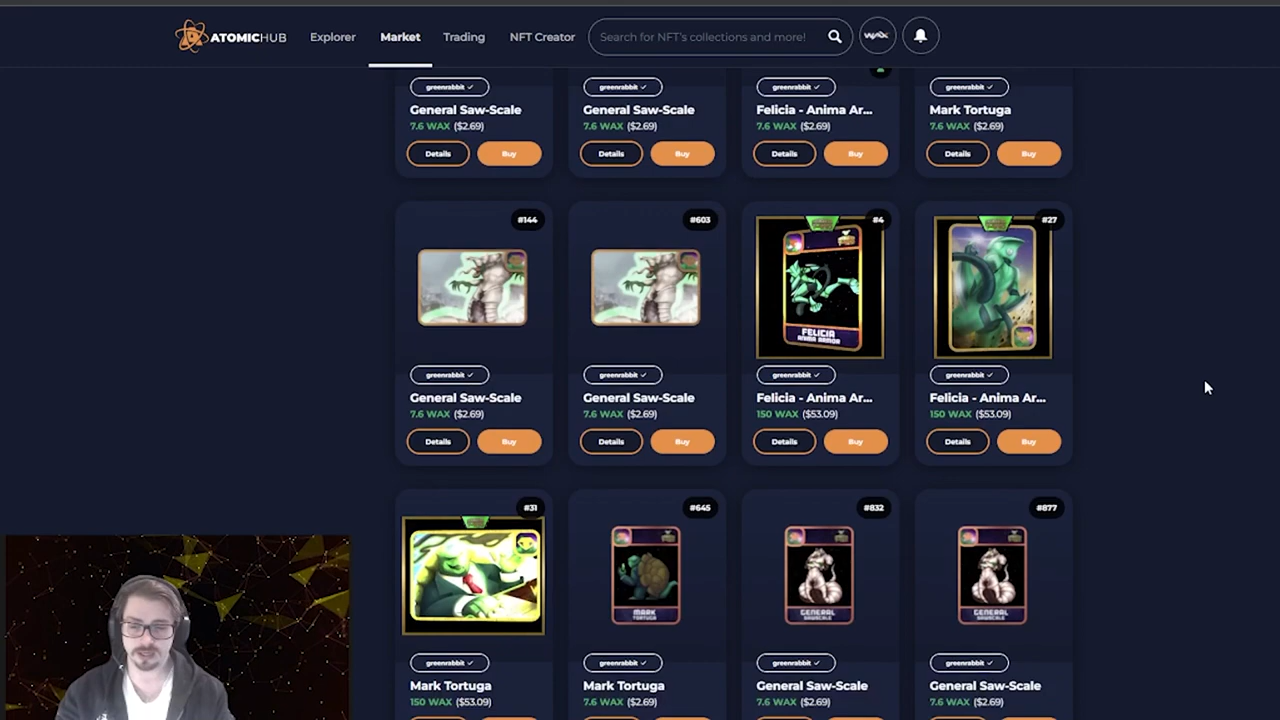 ATOMICHUB Explorer Market Trading NFT Creator Search for NFT's collections and more! WAX
greenrabbit greenrabbit greenrabbit greenrabbit
General Saw-Scale General Saw-Scale Felicia - Anima Ar... Mark Tortuga
7.6 WAX ($2.69) 7.6 WAX ($2.69) 7.6 WAX ($2.69) 7.6 WAX ($2.69)
Details Buy Details Buy Details Buy Details Buy
#144 #603 #4 #27
FELICIA
ANIMA ARMOR
greenrabbit greenrabbit greenrabbit greenrabbit
General Saw-Scale General Saw-Scale Felicia - Anima Ar... Felicia - Anima Ar...
7.6 WAX ($2.69) 7.6 WAX ($2.69) 150 WAX ($53.09) 150 WAX ($53.09)
Details Buy Details Buy Details Buy Details Buy
#31 #645 #832 #877
MARK GENERAL GENERAL
TORTUGA SAWSCALE SAWSCALE
greenrabbit greenrabbit greenrabbit greenrabbit
Mark Tortuga Mark Tortuga General Saw-Scale General Saw-Scale
150 WAX ($53.09) 7.6 WAX ($2.69) 7.6 WAX ($2.69) 7.6 WAX ($2.69)